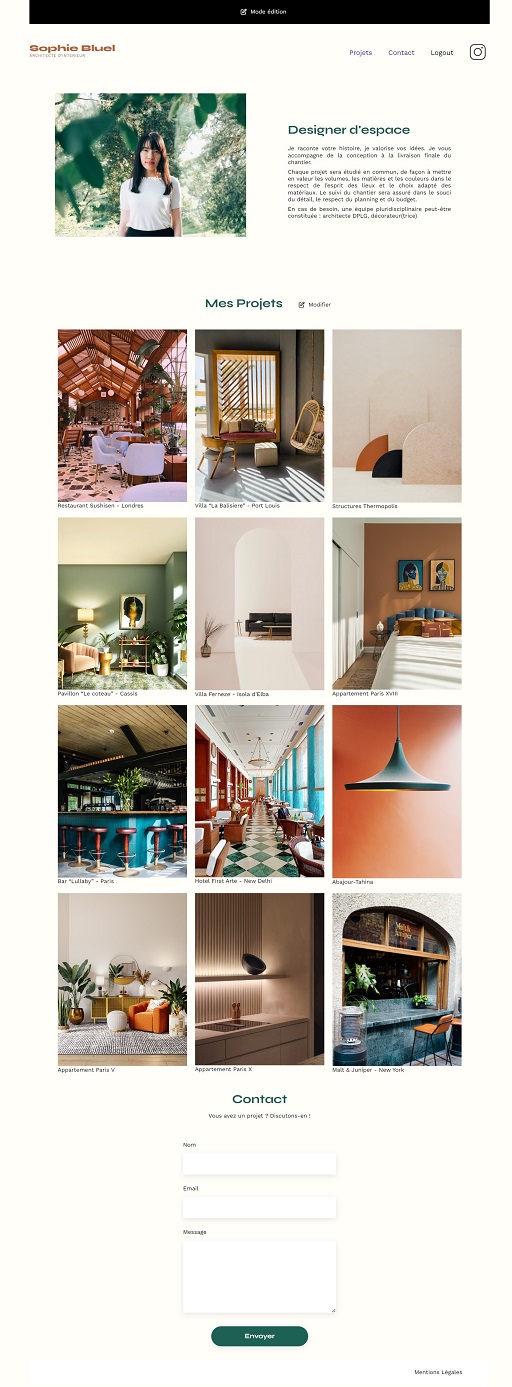 Mode édition
Sophie Bluel
ARCHITECTE D'INTÉRIEUR
Projets Contact Logout
Designer d'espace
Je raconte votre histoire, je valorise vos idées. Je vous
accompagne de la conception à la livraison finale du
chantier.
Chaque projet sera étudié en commun, de façon à mettre
en valeur les volumes, les matières et les couleurs dans le
respect de l'esprit des lieux et le choix adapté des
matériaux. Le suivi du chantier sera assuré dans le souci
du détail, le respect du planning et du budget.
En cas de besoin, une équipe pluridisciplinaire peut-être
constituée : architecte DPLG, décorateur(trice)
Mes Projets Modifier
Restaurant Sushisen - Londres
Villa "La Balisiere" - Port Louis
Structures Thermopolis
Pavillon "Le coteau" - Cassis
Villa Ferneze - Isola d'Elba
Appartement Paris XVIII
Bar "Lullaby" - Paris
Hotel First Arte - New Delhi
Abajour-Tahina
Appartement Paris V
Appartement Paris X
Malt & Juniper - New York
Contact
Vous avez un projet ? Discutons-en !
Nom
Email
Message
Envoyer
Mentions Légales